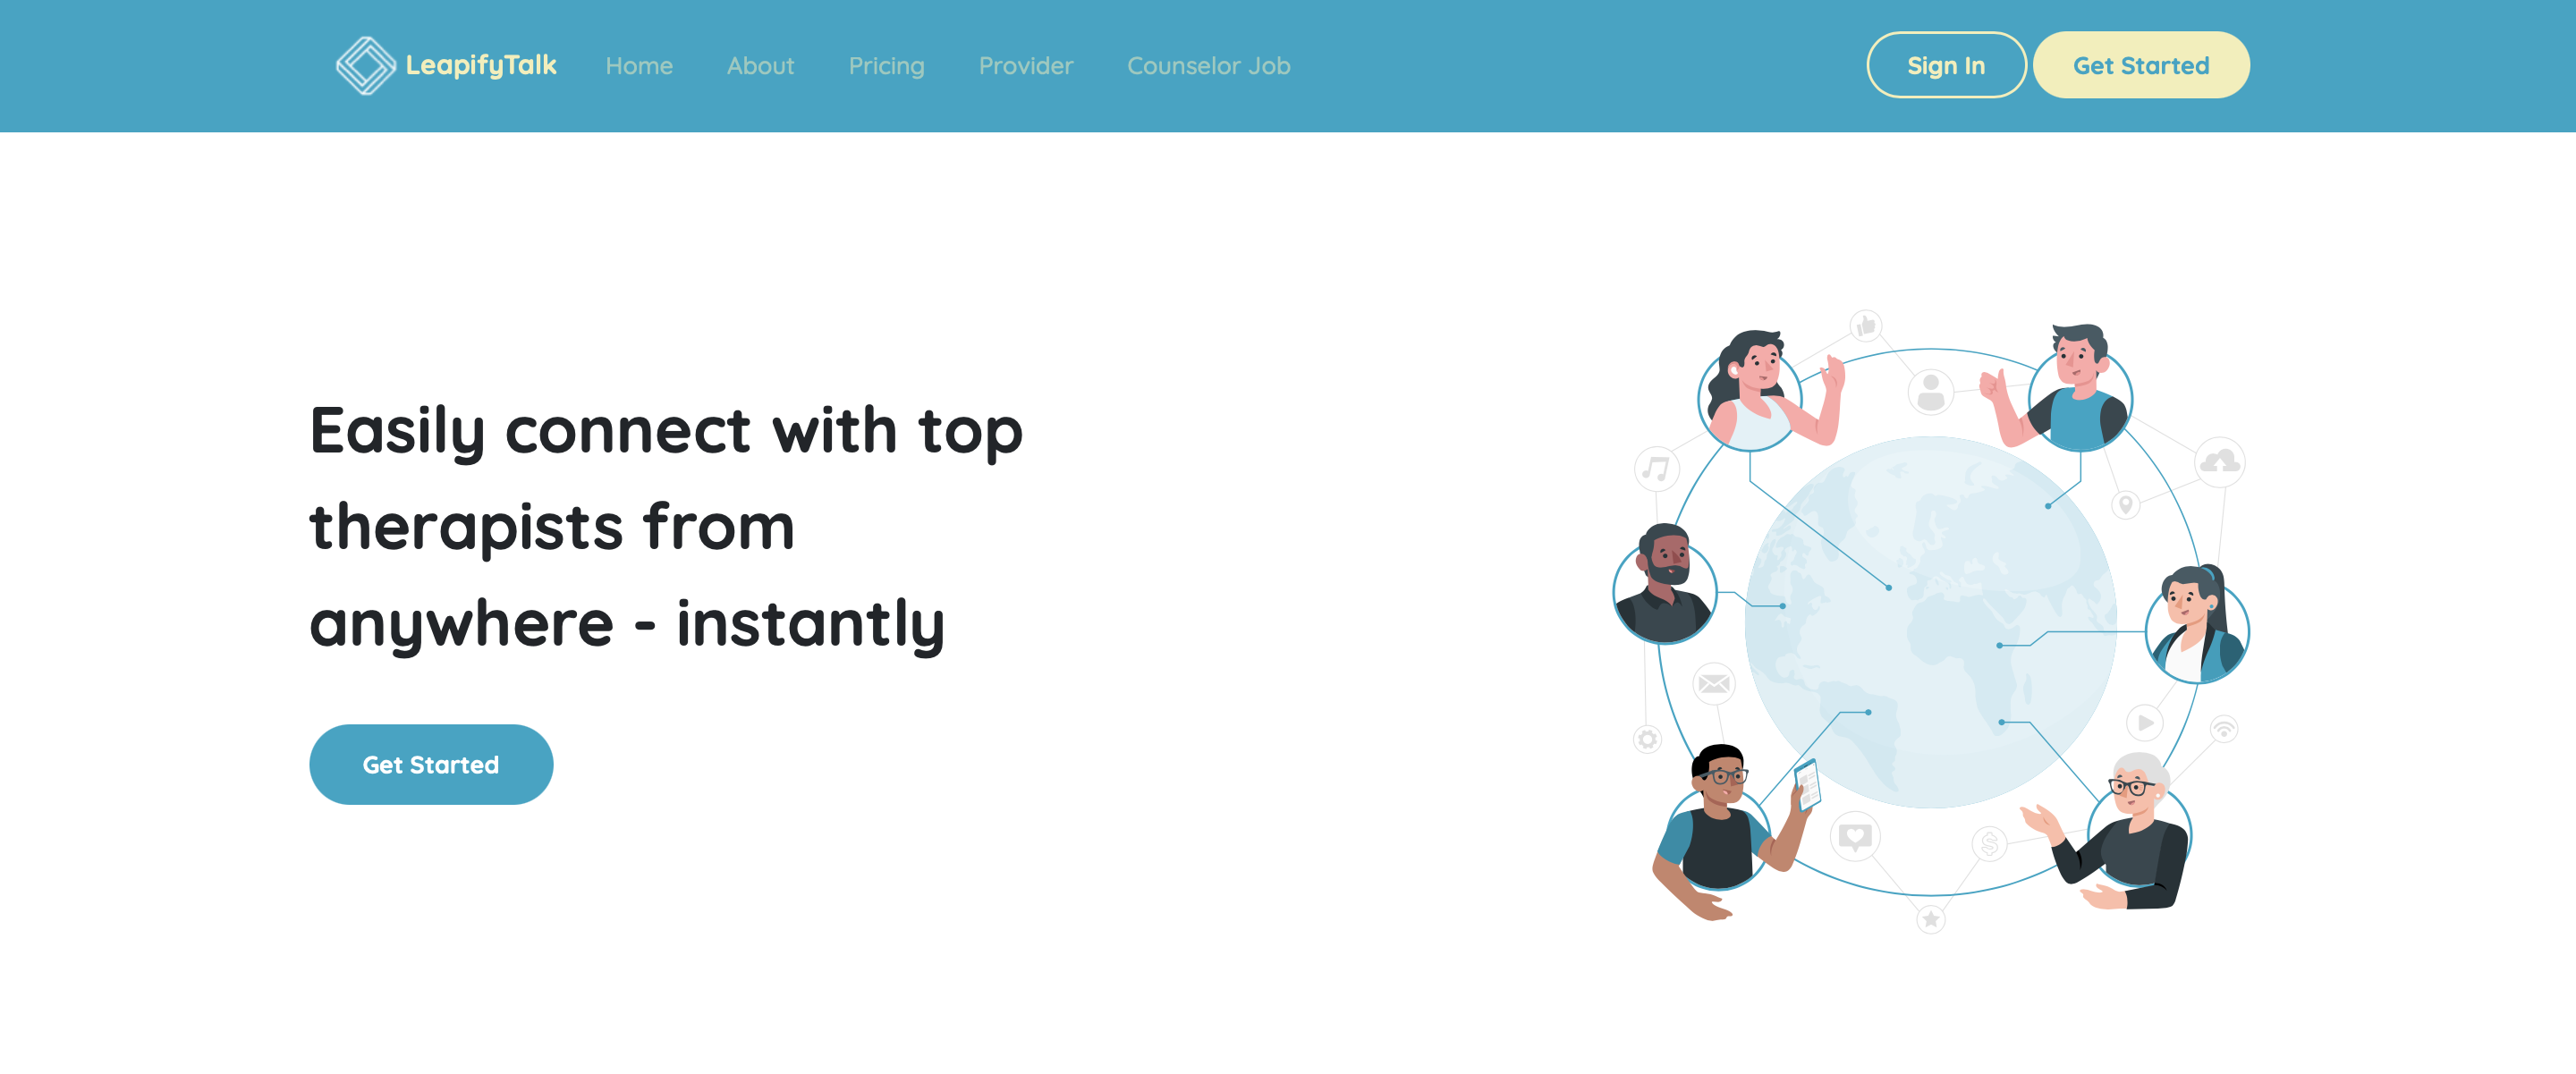 LeapifyTalk Home About Pricing Provider Counselor Job Sign In Get Started
Easily connect with top
therapists from
anywhere - instantly
Get Started